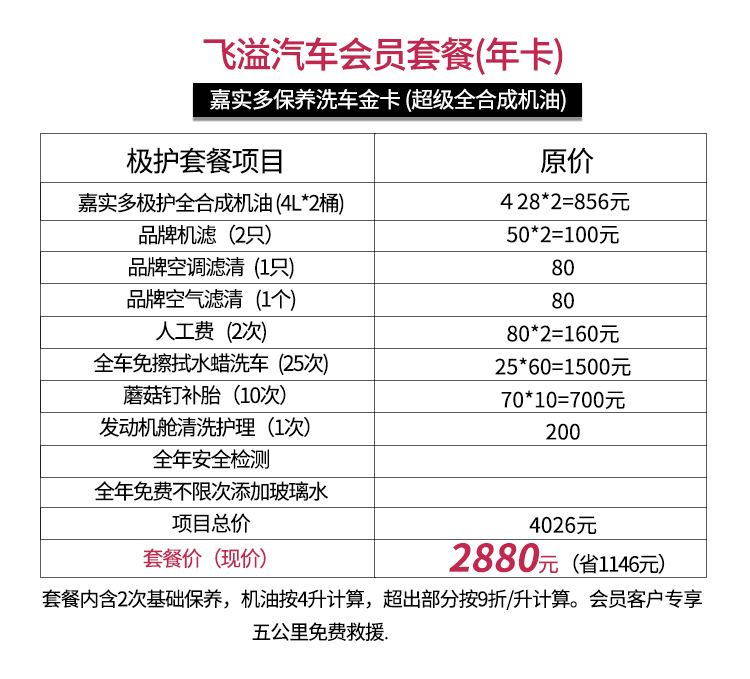 飞溢汽车会员套餐(年卡)
嘉实多保养洗车金卡 (超级全合成机油)
极护套餐项目 原价
嘉实多极护全合成机油 (4L*2桶) 428*2=856元
品牌机滤（2只） 50*2=100元
品牌空调滤清 (1只) 80
品牌空气滤清 (1个) 80
人工费 (2次) 80*2=160元
全车免擦拭水蜡洗车 (25次) 25*60=1500元
蘑菇钉补胎（10次） 70*10=700元
发动机舱清洗护理（1次） 200
全年安全检测
全年免费不限次添加玻璃水
项目总价 4026元
套餐价（现价） 2880元（省1146元）
套餐内含2次基础保养，机油按4升计算，超出部分按9折/升计算。会员客户专享
五公里免费救援.